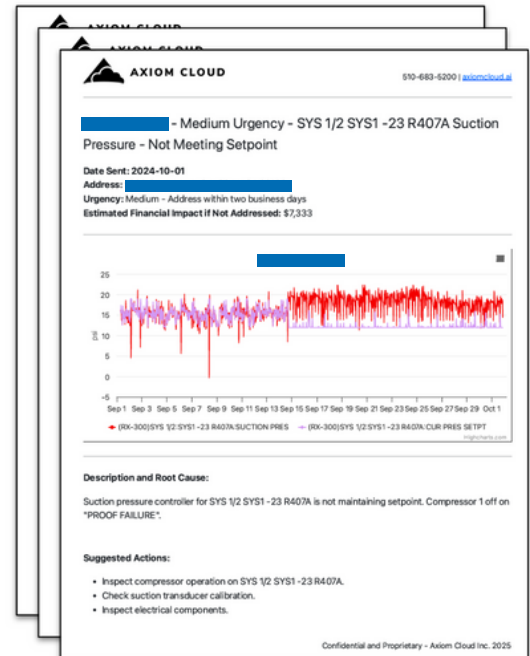 AXIOM CLOUD
AXIOM CLOUD
AXIOM CLOUD
510-683-5200 | axiomcloud.ai
- Medium Urgency - SYS 1/2 SYS1 -23 R407A Suction
Pressure - Not Meeting Setpoint
Date Sent: 2024-10-01
Address:
Urgency: Medium - Address within two business days
Estimated Financial Impact if Not Addressed: $7,333
25
20
15
10
5
0
-5
psi
Sep 1 Sep 3 Sep 5 Sep 7 Sep 9 Sep 11 Sep 13 Sep 15 Sep 17 Sep 19 Sep 21 Sep 23 Sep 25 Sep 27 Sep 29 Oct 1
(RX-300)SYS 1/2:SYS1 -23 R407A:SUCTION PRES (RX-300)SYS 1/2:SYS1 -23 R407A:CUR PRES SETPT
Highcharts.com
Description and Root Cause:
Suction pressure controller for SYS 1/2 SYS1 -23 R407A is not maintaining setpoint. Compressor 1 off on
"PROOF FAILURE".
Suggested Actions:
• Inspect compressor operation on SYS 1/2 SYS1 -23 R407A.
• Check suction transducer calibration.
• Inspect electrical components.
Confidential and Proprietary - Axiom Cloud Inc. 2025